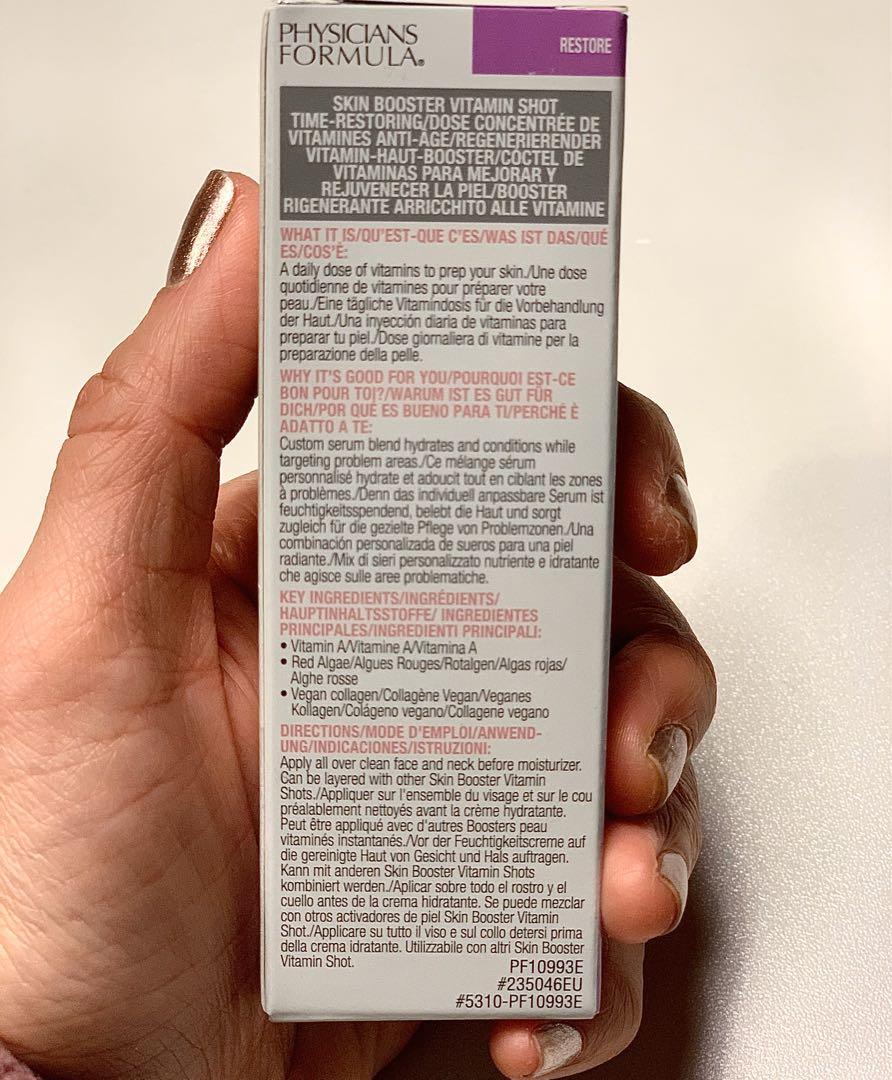 PHYSICIANS
FORMULA®
RESTORE
SKIN BOOSTER VITAMIN SHOT
TIME-RESTORING/DOSE CONCENTRÉE DE
VITAMINES ANTI-ÂGE/REGENERIERENDER
VITAMIN-HAUT-BOOSTER/CÓCTEL DE
VITAMINAS PARA MEJORAR Y
REJUVENECER LA PIEL/BOOSTER
RIGENERANTE ARRICCHITO ALLE VITAMINE
WHAT IT IS/QU'EST-QUE C'ES/WAS IST DAS/QUÉ
ES/COS'È:
A daily dose of vitamins to prep your skin./Une dose
quotidienne de vitamines pour préparer votre
peau./Eine tägliche Vitamindosis für die Vorbehandlung
der Haut./Una inyección diaria de vitaminas para
preparar tu piel./Dose giornaliera di vitamine per la
preparazione della pelle.
WHY IT'S GOOD FOR YOU/POURQUOI EST-CE
BON POUR TOI?/WARUM IST ES GUT FÜR
DICH/POR QUÉ ES BUENO PARA TI/PERCHÉ È
ADATTO A TE:
Custom serum blend hydrates and conditions while
targeting problem areas./Ce mélange sérum
personnalisé hydrate et adoucit tout en ciblant les zones
à problèmes./Denn das individuell anpassbare Serum ist
feuchtigkeitsspendend, belebt die Haut und sorgt
zugleich für die gezielte Pflege von Problemzonen./Una
combinación personalizada de sueros para una piel
radiante./Mix di sieri personalizzato nutriente e idratante
che agisce sulle aree problematiche.
KEY INGREDIENTS/INGRÉDIENTS/
HAUPTINHALTSSTOFFE/ INGREDIENTES
PRINCIPALES/INGREDIENTI PRINCIPALI:
• Vitamin A/Vitamine A/Vitamina A
• Red Algae/Algues Rouges/Rotalgen/Algas rojas/
Alghe rosse
• Vegan collagen/Collagène Vegan/Veganes
Kollagen/Colágeno vegano/Collagene vegano
DIRECTIONS/MODE D'EMPLOI/ANWEND-
UNG/INDICACIONES/ISTRUZIONI:
Apply all over clean face and neck before moisturizer.
Can be layered with other Skin Booster Vitamin
Shots./Appliquer sur l'ensemble du visage et sur le cou
préalablement nettoyés avant la crème hydratante.
Peut être appliqué avec d'autres Boosters peau
vitaminés instantanés./Vor der Feuchtigkeitscreme auf
die gereinigte Haut von Gesicht und Hals auftragen.
Kann mit anderen Skin Booster Vitamin Shots
kombiniert werden./Aplicar sobre todo el rostro y el
cuello antes de la crema hidratante. Se puede mezclar
con otros activadores de piel Skin Booster Vitamin
Shot./Applicare su tutto il viso e sul collo detersi prima
della crema idratante. Utilizzabile con altri Skin Booster
Vitamin Shot.
PF10993E
#235046EU
#5310-PF10993E